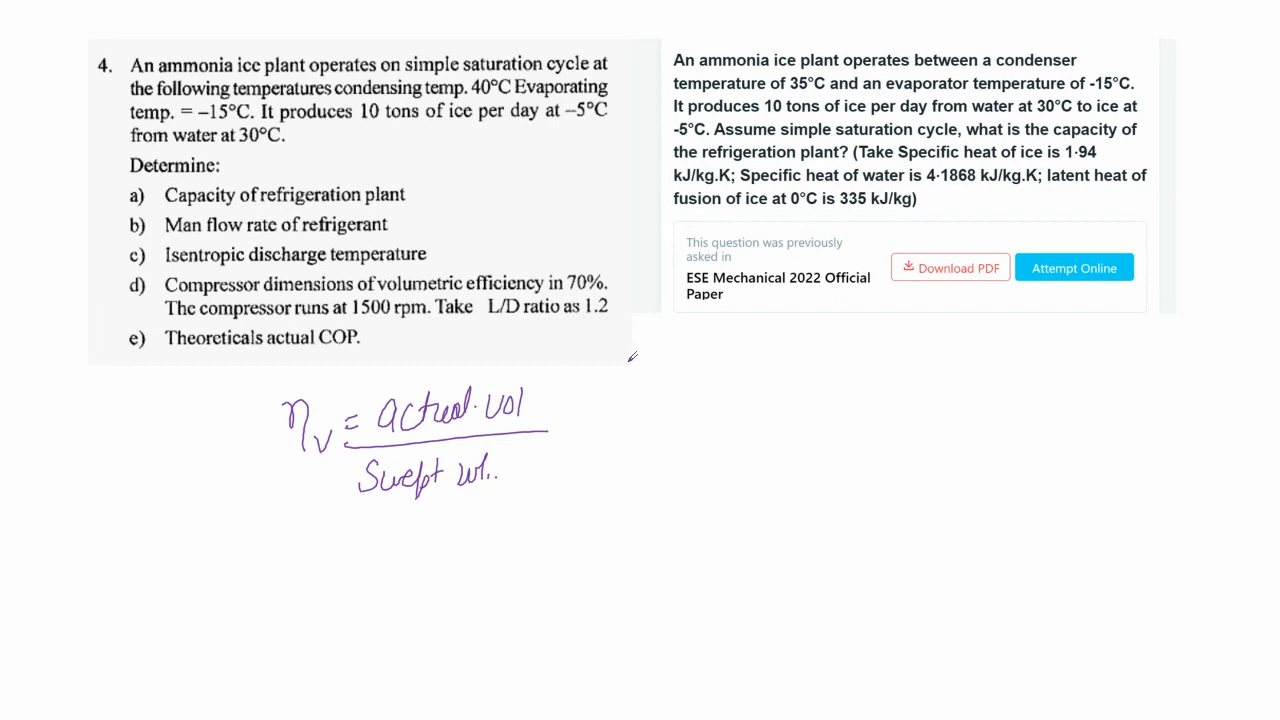 4. An ammonia ice plant operates on simple saturation cycle at
the following temperatures condensing temp. 40°C Evaporating
temp. = –15°C. It produces 10 tons of ice per day at –5°C
from water at 30°C.
Determine:
a) Capacity of refrigeration plant
b) Man flow rate of refrigerant
c) Isentropic discharge temperature
d) Compressor dimensions of volumetric efficiency in 70%.
The compressor runs at 1500 rpm. Take L/D ratio as 1.2
e) Theoreticals actual COP.
An ammonia ice plant operates between a condenser
temperature of 35°C and an evaporator temperature of -15°C.
It produces 10 tons of ice per day from water at 30°C to ice at
-5°C. Assume simple saturation cycle, what is the capacity of
the refrigeration plant? (Take Specific heat of ice is 1·94
kJ/kg.K; Specific heat of water is 4·1868 kJ/kg.K; latent heat of
fusion of ice at 0°C is 335 kJ/kg)
This question was previously
asked in
ESE Mechanical 2022 Official
Paper
Download PDF
Attempt Online
ηv = actual vol
Swept vol.